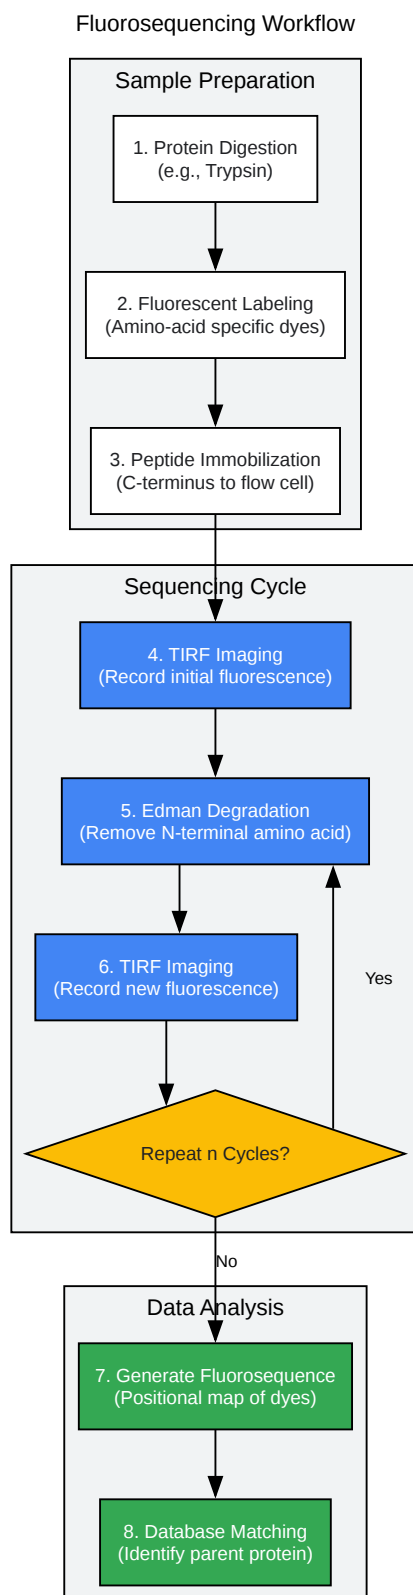 Fluorosequencing Workflow
Sample Preparation
1. Protein Digestion
(e.g., Trypsin)
2. Fluorescent Labeling
(Amino-acid specific dyes)
3. Peptide Immobilization
(C-terminus to flow cell)
Sequencing Cycle
4. TIRF Imaging
(Record initial fluorescence)
5. Edman Degradation
(Remove N-terminal amino acid)
6. TIRF Imaging
(Record new fluorescence)
Yes
Repeat n Cycles?
No
Data Analysis
7. Generate Fluorosequence
(Positional map of dyes)
8. Database Matching
(Identify parent protein)